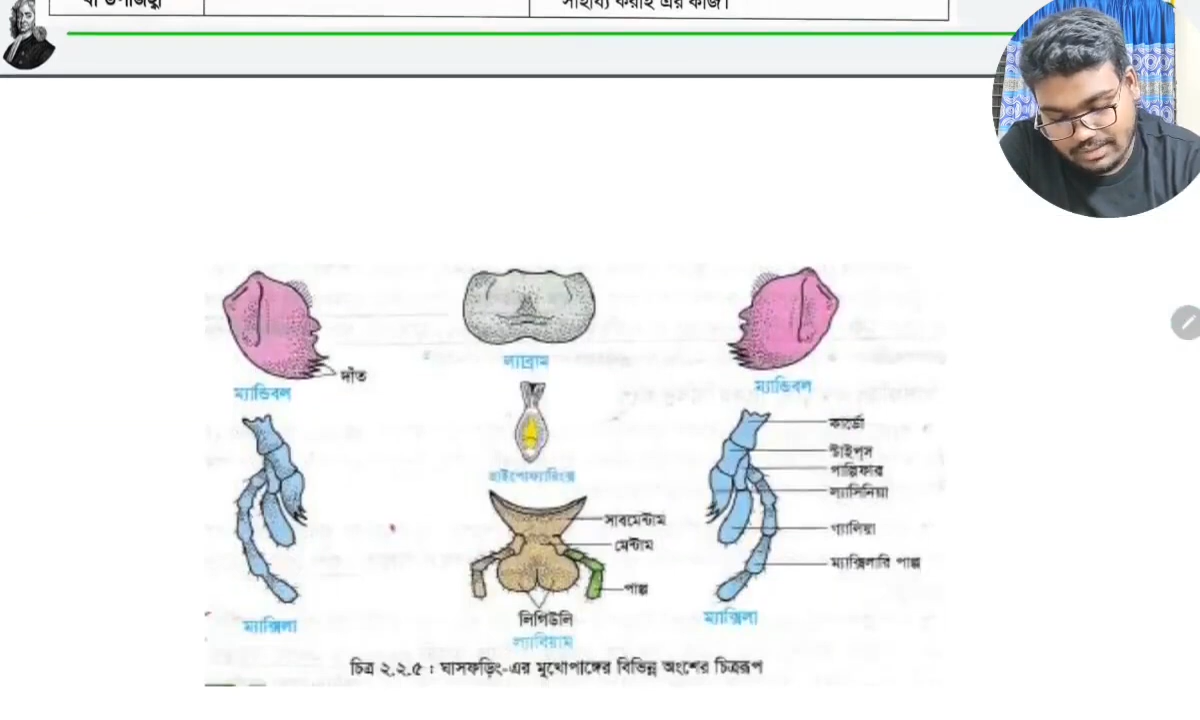 সাহায্য করাই এর কাজ।
দাঁত
ম্যান্ডিবল
ল্যাব্রাম
ম্যান্ডিবল
হাইপোফ্যারিংক্স
কার্ডো
স্টাইপস
পাল্পিফার
ল্যাসিনিয়া
গ্যালিয়া
ম্যাক্সিলারি পাল্প
সাবমেন্টাম
মেন্টাম
পাল্প
লিগিউলি
ল্যাবিয়াম
ম্যাক্সিলা
ম্যাক্সিলা
চিত্র ২.২.৫ : ঘাসফড়িং-এর মুখোপাঙ্গের বিভিন্ন অংশের চিত্ররূপ